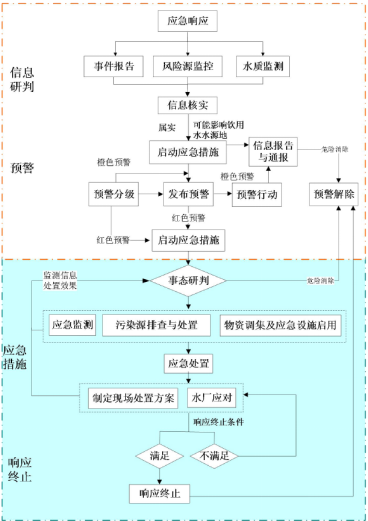 应急响应
事件报告
风险源监控
水质监测
信息
研判
信息核实
属实
可能影响饮用
水水源地
信息报告
与通报
危险消除
启动应急措施
橙色预警
预警
橙色预警
预警分级
发布预警
预警行动
预警解除
红色预警
红色预警
启动应急措施
监测信息
处置效果
事态研判
危险消除
应急监测
污染源排查与处置
物资调集及应急设施启用
应急
措施
应急处置
制定现场处置方案
水厂应对
响应终止条件
满足
不满足
响应
终止
响应终止